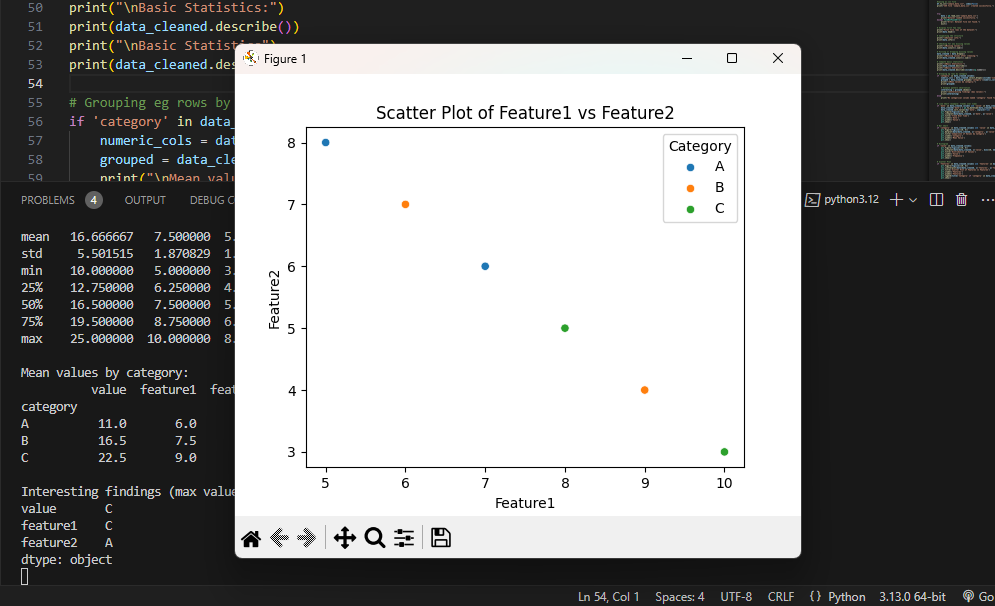 50 print("\nBasic Statistics:")
51 print(data_cleaned.describe())
52 print("\nBasic Statistic
53 print(data_cleaned.des
54
55 # Grouping eg rows by
56 if 'category' in data_
57 numeric_cols = dat
58 grouped = data_cle
59 print("\nMean valu
PROBLEMS 4 OUTPUT DEBUG C
python3.12
mean 16.666667 7.500000 5.
std 5.501515 1.870829 1.
min 10.000000 5.000000 3.
25% 12.750000 6.250000 4.
50% 16.500000 7.500000 5.
75% 19.500000 8.750000 6.
max 25.000000 10.000000 8.
Mean values by category:
value feature1 feat
category
A 11.0 6.0
B 16.5 7.5
C 22.5 9.0
Interesting findings (max value
value C
feature1 C
feature2 A
dtype: object
Figure 1
Scatter Plot of Feature1 vs Feature2
Category
A
B
C
8
7
6
5
4
3
Feature2
5 6 7 8 9 10
Feature1
Ln 54, Col 1 Spaces: 4 UTF-8 CRLF {} Python 3.13.0 64-bit Go